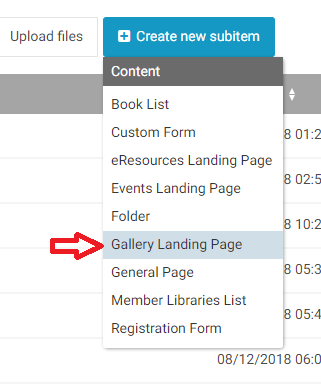 Upload files
Create new subitem
Content
Book List
8 01:2
Custom Form
eResources Landing Page
8 02:5
Events Landing Page
Folder
8 10:2
Gallery Landing Page
General Page
8 05:3
Member Libraries List
8 05:4
Registration Form
08/12/2018 06:0